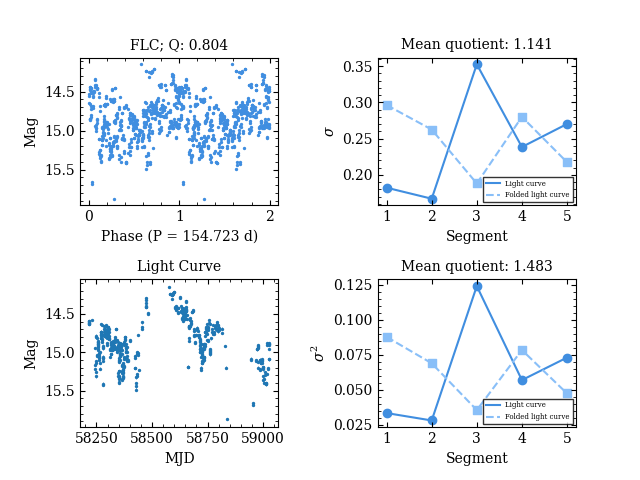 FLC; Q: 0.804
Mag
14.5
15.0
15.5
0
1
2
Phase (P = 154.723 d)
Mean quotient: 1.141
σ
0.35
0.30
0.25
0.20
1
2
3
4
5
Segment
Light curve
Folded light curve
Light Curve
Mag
14.5
15.0
15.5
58250
58500
58750
59000
MJD
Mean quotient: 1.483
σ²
0.125
0.100
0.075
0.050
0.025
1
2
3
4
5
Segment
Light curve
Folded light curve